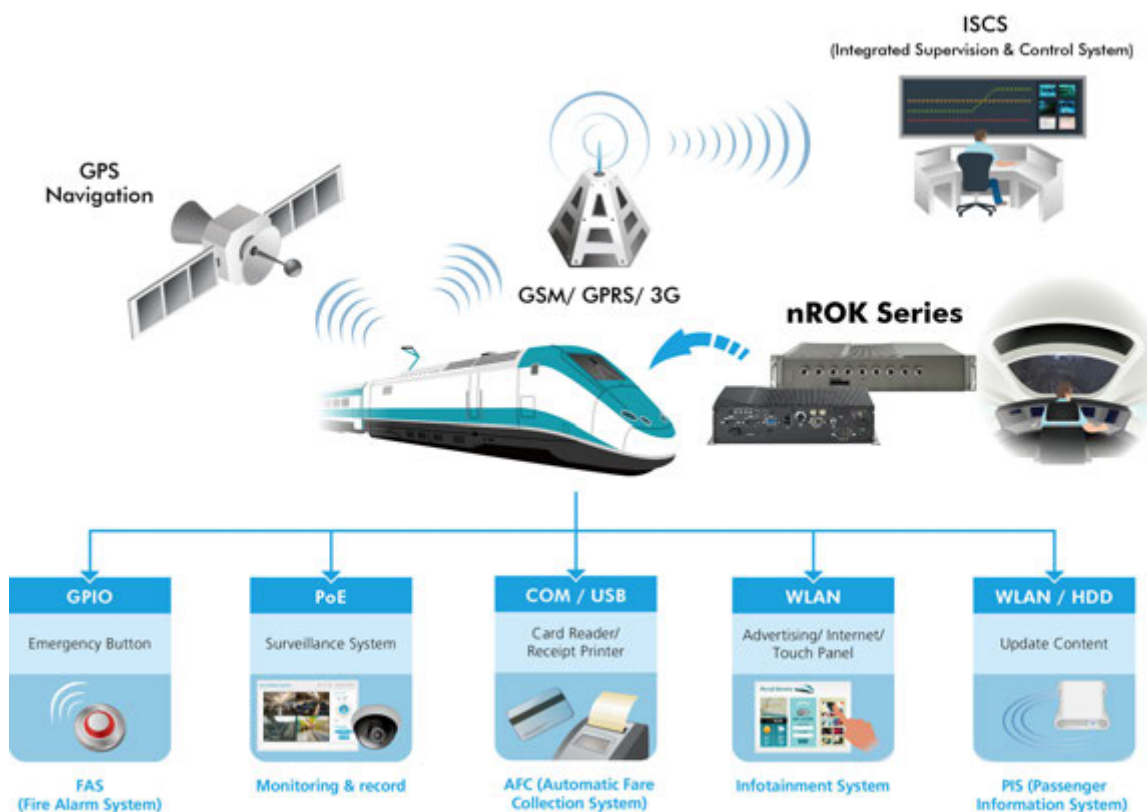 ISCS
(Integrated Supervision & Control System)
GPS
Navigation
GSM/ GPRS/ 3G
nROK Series
GPIO
Emergency Button
FAS
(Fire Alarm System)
PoE
Surveillance System
Monitoring & record
COM / USB
Card Reader/
Receipt Printer
AFC (Automatic Fare
Collection System)
WLAN
Advertising/ Internet/
Touch Panel
Infotainment System
WLAN / HDD
Update Content
PIS (Passenger
Information System)